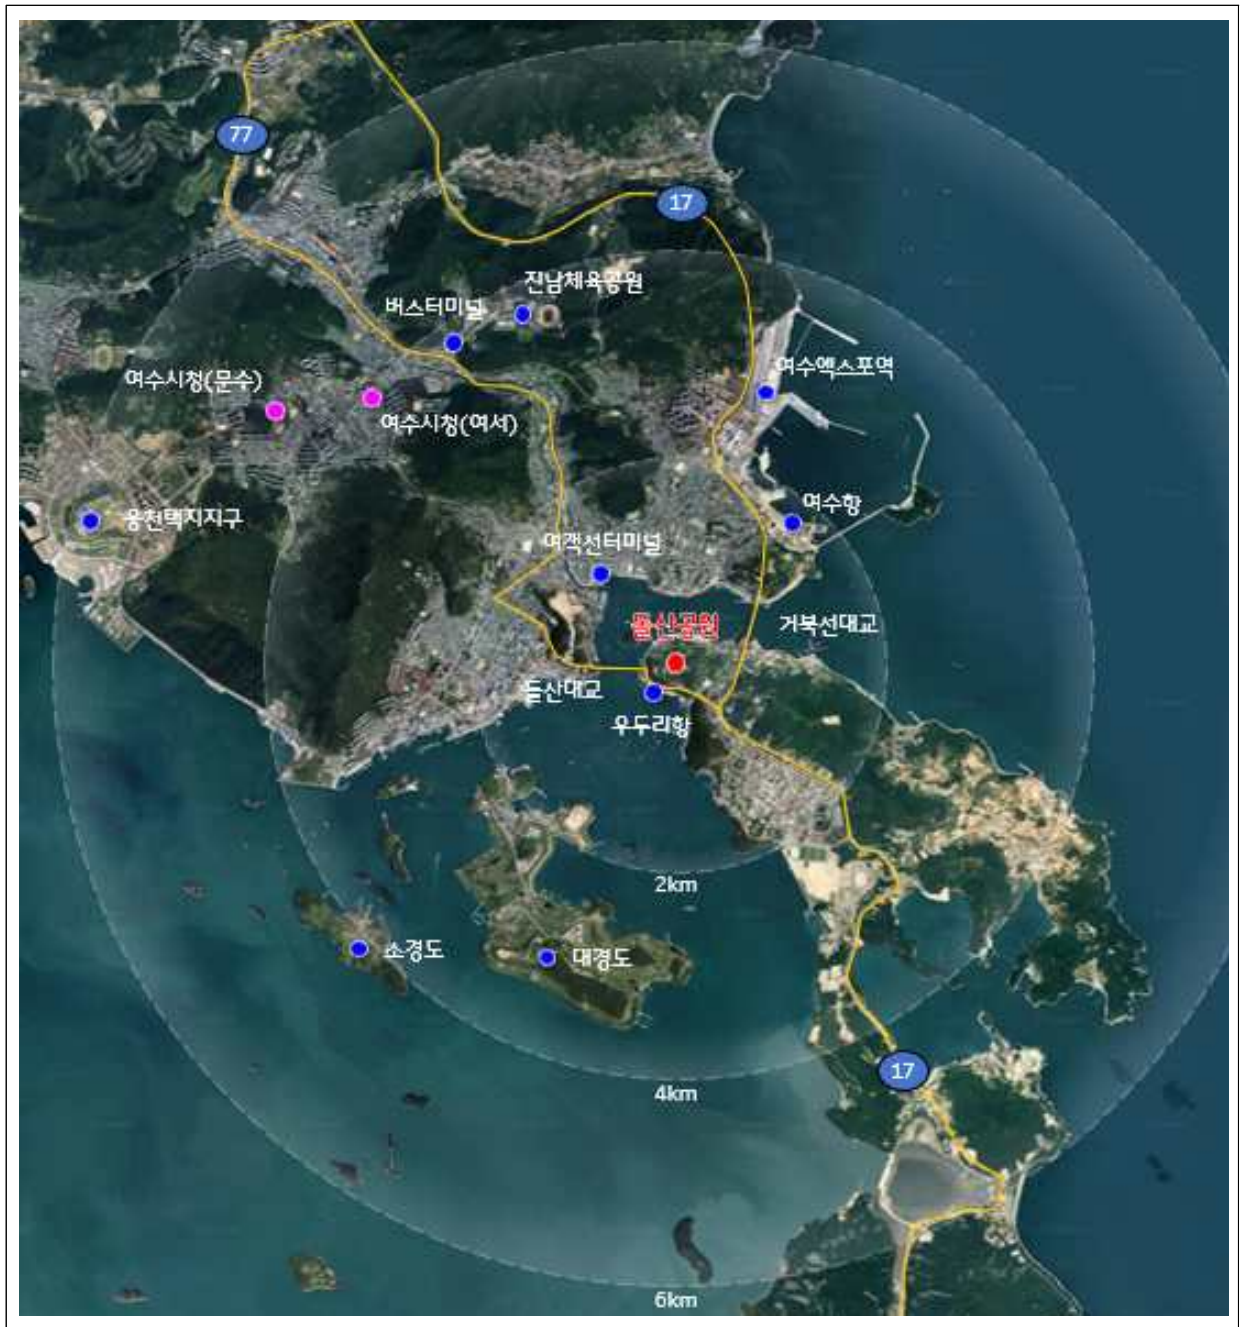 77
17
진남체육공원
버스터미널
여수엑스포역
여수시청(문수)
여수시청(여서)
웅천택지지구
여수항
여객선터미널
돌산공원
거북선대교
돌산대교
우두리항
2km
소경도
대경도
17
4km
6km